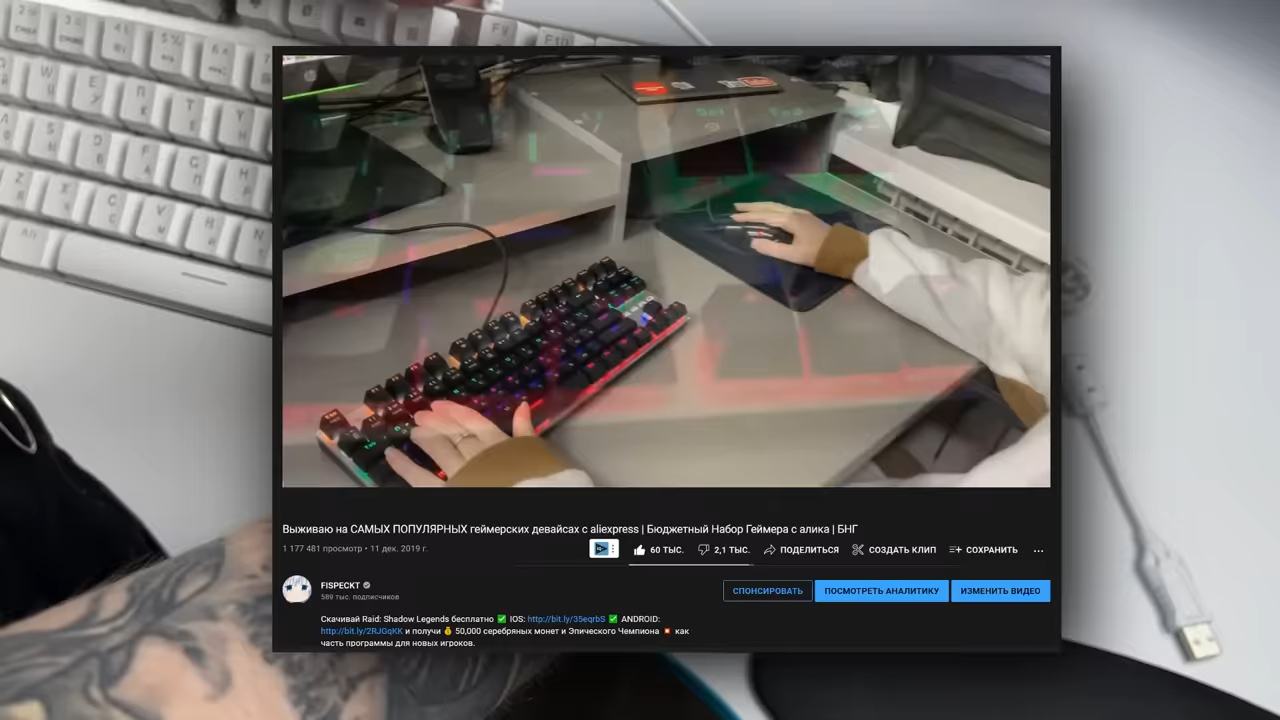 Выживаю на САМЫХ ПОПУЛЯРНЫХ геймерских девайсах с aliexpress | Бюджетный Набор Геймера с алика | БНГ
1 177 481 просмотр • 11 дек. 2019 г.
60 ТЫС.
2,1 ТЫС.
ПОДЕЛИТЬСЯ
СОЗДАТЬ КЛИП
СОХРАНИТЬ
FISPECKT
589 тыс. подписчиков
СПОНСИРОВАТЬ
ПОСМОТРЕТЬ АНАЛИТИКУ
ИЗМЕНИТЬ ВИДЕО
Скачивай Raid: Shadow Legends бесплатно ✅ IOS: http://bit.ly/35eqrbS ✅ ANDROID:
http://bit.ly/2RJGqKK и получи 💰 50,000 серебряных монет и Эпического Чемпиона 💥 как
часть программы для новых игроков.